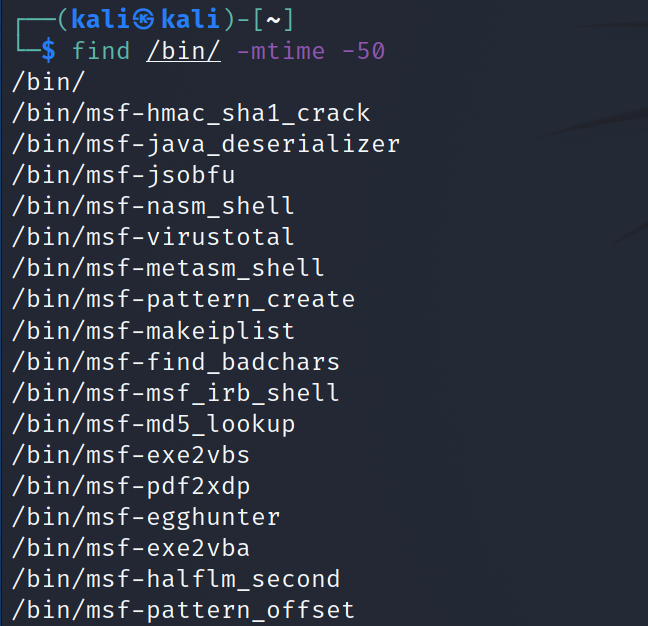 ┌──(kali㉿kali)-[~]
└─$ find /bin/ -mtime -50
/bin/
/bin/msf-hmac_sha1_crack
/bin/msf-java_deserializer
/bin/msf-jsobfu
/bin/msf-nasm_shell
/bin/msf-virustotal
/bin/msf-metasm_shell
/bin/msf-pattern_create
/bin/msf-makeiplist
/bin/msf-find_badchars
/bin/msf-msf_irb_shell
/bin/msf-md5_lookup
/bin/msf-exe2vbs
/bin/msf-pdf2xdp
/bin/msf-egghunter
/bin/msf-exe2vba
/bin/msf-halflm_second
/bin/msf-pattern_offset